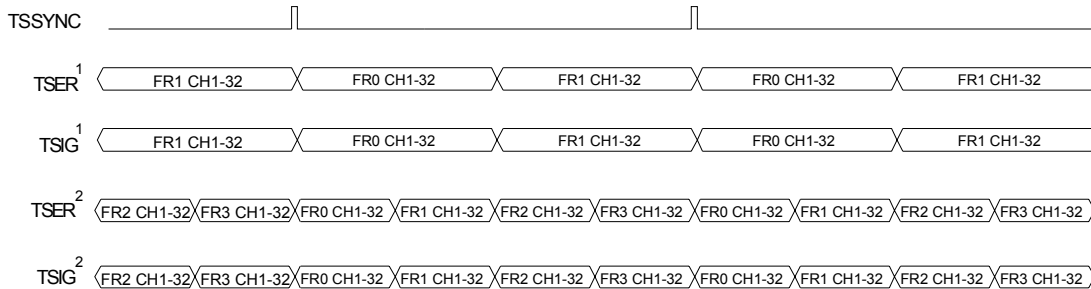 TSSYNC
TSER1 FR1 CH1-32 FR0 CH1-32 FR1 CH1-32 FR0 CH1-32 FR1 CH1-32
TSIG1 FR1 CH1-32 FR0 CH1-32 FR1 CH1-32 FR0 CH1-32 FR1 CH1-32
TSER2 FR2 CH1-32 FR3 CH1-32 FR0 CH1-32 FR1 CH1-32 FR2 CH1-32 FR3 CH1-32 FR0 CH1-32 FR1 CH1-32 FR2 CH1-32 FR3 CH1-32
TSIG2 FR2 CH1-32 FR3 CH1-32 FR0 CH1-32 FR1 CH1-32 FR2 CH1-32 FR3 CH1-32 FR0 CH1-32 FR1 CH1-32 FR2 CH1-32 FR3 CH1-32